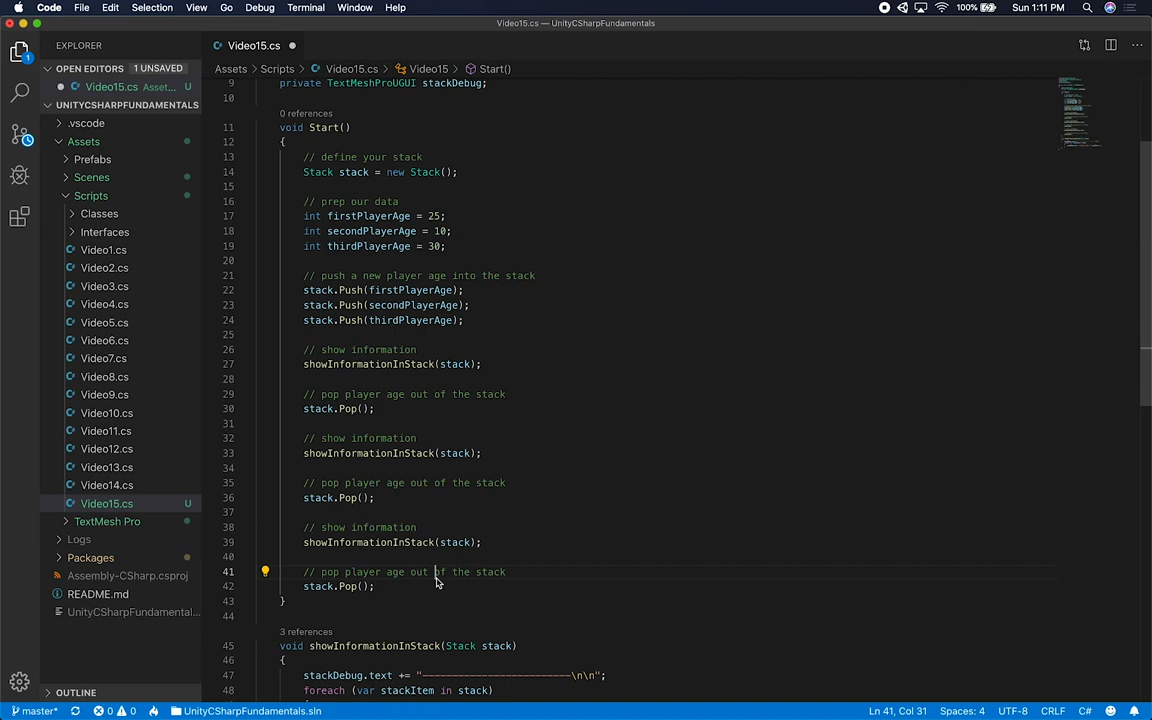 Code File Edit Selection View Go Debug Terminal Window Help 100% Sun 1:11 PM
Video15.cs — UnityCSharpFundamentals
EXPLORER
OPEN EDITORS 1 UNSAVED
Video15.cs Asset... U
UNITYCSHARPFUNDAMENTALS
.vscode
Assets
Prefabs
Scenes
Scripts
Classes
Interfaces
Video1.cs
Video2.cs
Video3.cs
Video4.cs
Video5.cs
Video6.cs
Video7.cs
Video8.cs
Video9.cs
Video10.cs
Video11.cs
Video12.cs
Video13.cs
Video14.cs
Video15.cs U
TextMesh Pro
Logs
Packages
Assembly-CSharp.csproj
README.md
UnityCSharpFundamental...
OUTLINE
Video15.cs
Assets > Scripts > Video15.cs > Video15 > Start()
9 private TextMeshProUGUI stackDebug;
10
0 references
11 void Start()
12 {
13 // define your stack
14 Stack stack = new Stack();
15
16 // prep our data
17 int firstPlayerAge = 25;
18 int secondPlayerAge = 10;
19 int thirdPlayerAge = 30;
20
21 // push a new player age into the stack
22 stack.Push(firstPlayerAge);
23 stack.Push(secondPlayerAge);
24 stack.Push(thirdPlayerAge);
25
26 // show information
27 showInformationInStack(stack);
28
29 // pop player age out of the stack
30 stack.Pop();
31
32 // show information
33 showInformationInStack(stack);
34
35 // pop player age out of the stack
36 stack.Pop();
37
38 // show information
39 showInformationInStack(stack);
40
41 // pop player age out of the stack
42 stack.Pop();
43 }
44
3 references
45 void showInformationInStack(Stack stack)
46 {
47 stackDebug.text += "-------------------------\n\n";
48 foreach (var stackItem in stack)
master* 0 0 UnityCSharpFundamentals.sln Ln 41, Col 31 Spaces: 4 UTF-8 CRLF C#